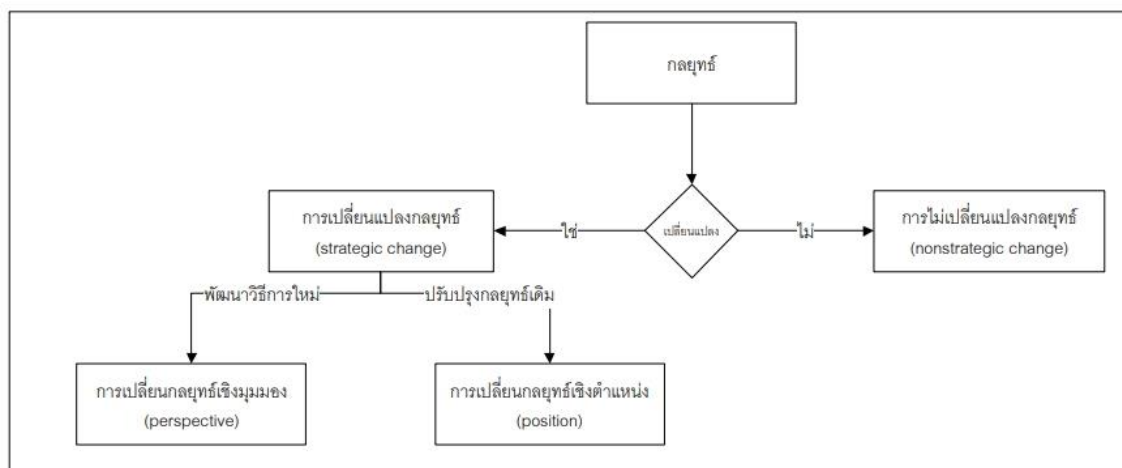 กลยุทธ์
การเปลี่ยนแปลงกลยุทธ์
(strategic change)
ใช่
เปลี่ยนแปลง
ไม่
การไม่เปลี่ยนแปลงกลยุทธ์
(nonstrategic change)
พัฒนาวิธีการใหม่
ปรับปรุงกลยุทธ์เดิม
การเปลี่ยนกลยุทธ์เชิงมุมมอง
(perspective)
การเปลี่ยนกลยุทธ์เชิงตำแหน่ง
(position)